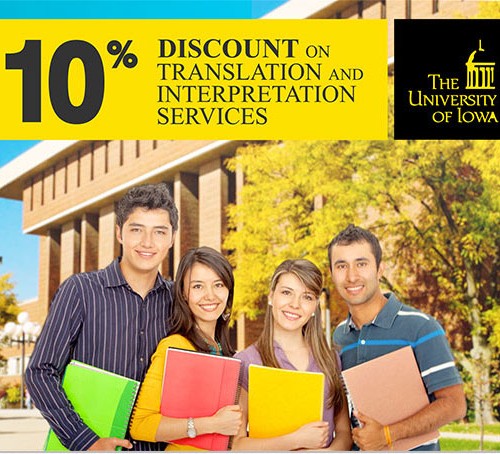 10%
DISCOUNT ON
TRANSLATION AND
INTERPRETATION
SERVICES
THE
UNIVERSITY
OF IOWA